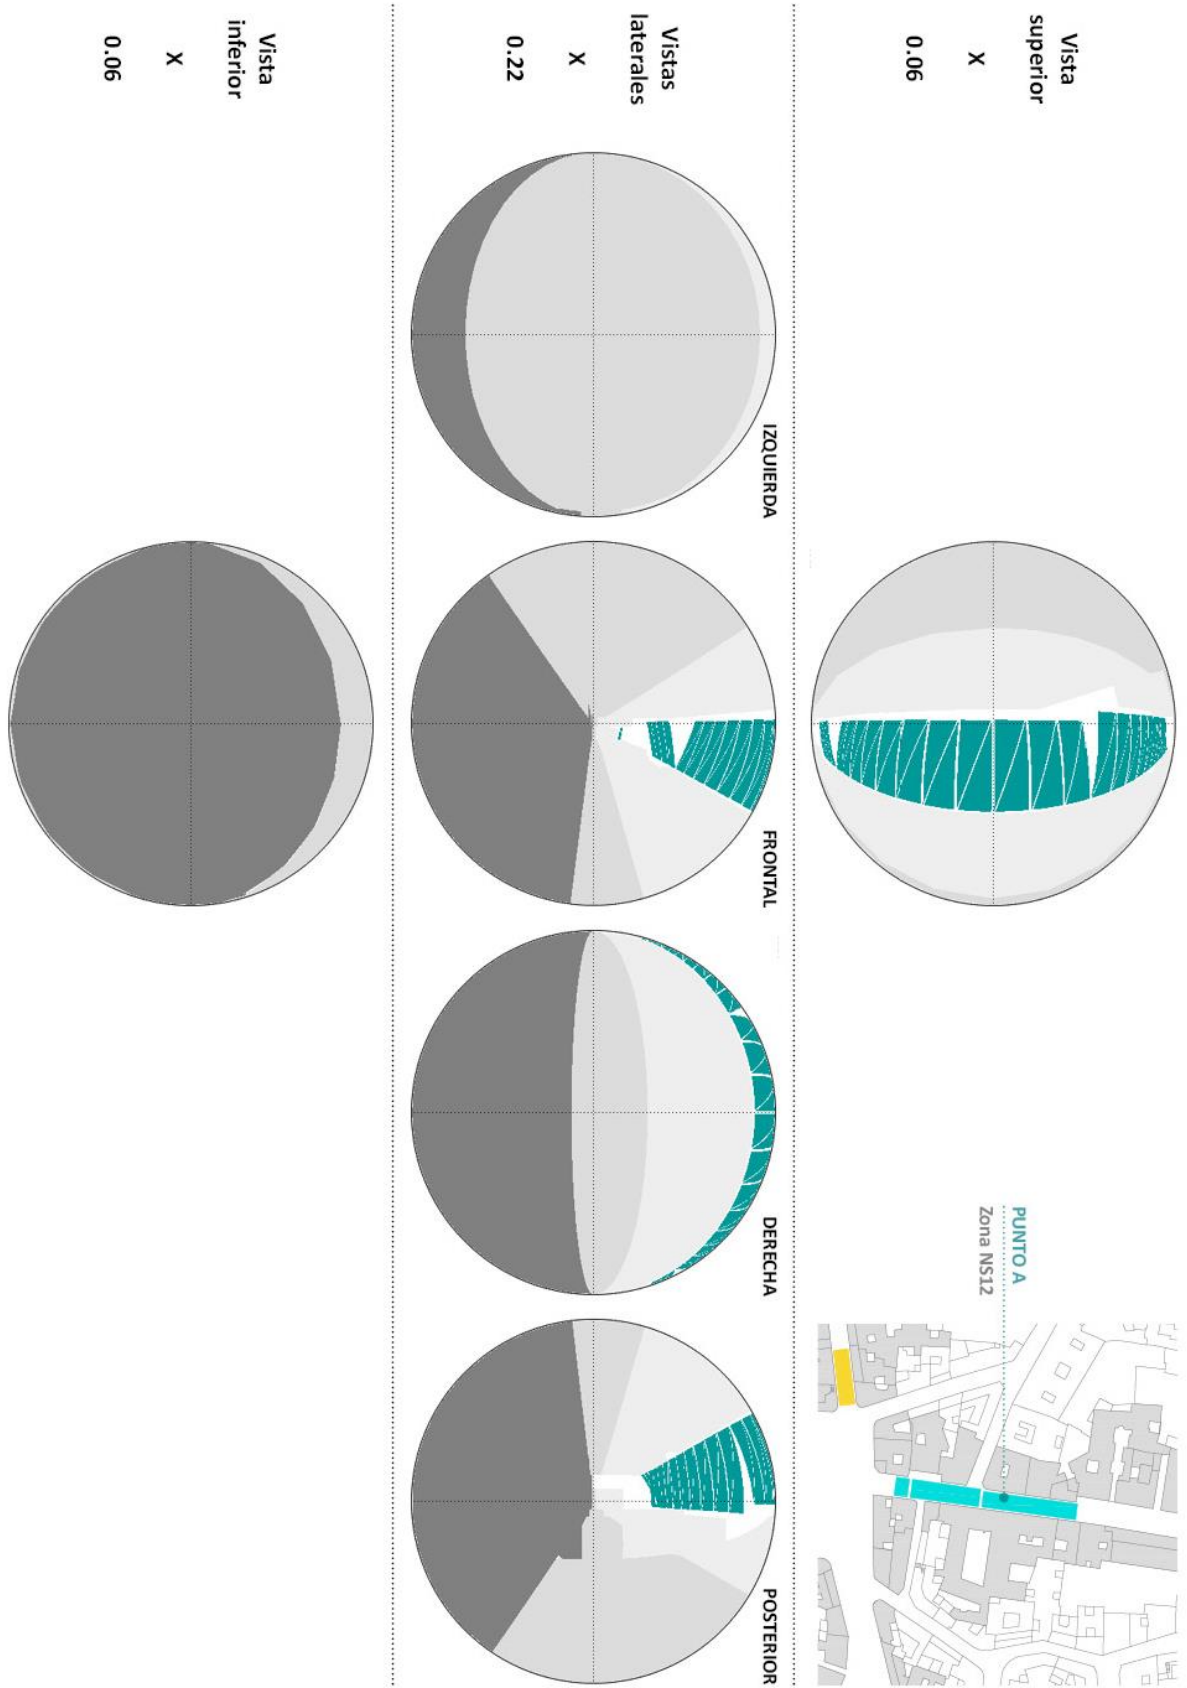 Vista
superior
X
0.06
PUNTO A
Zona NS12
Vistas
laterales
X
0.22
IZQUIERDA
FRONTAL
DERECHA
POSTERIOR
Vista
inferior
X
0.06